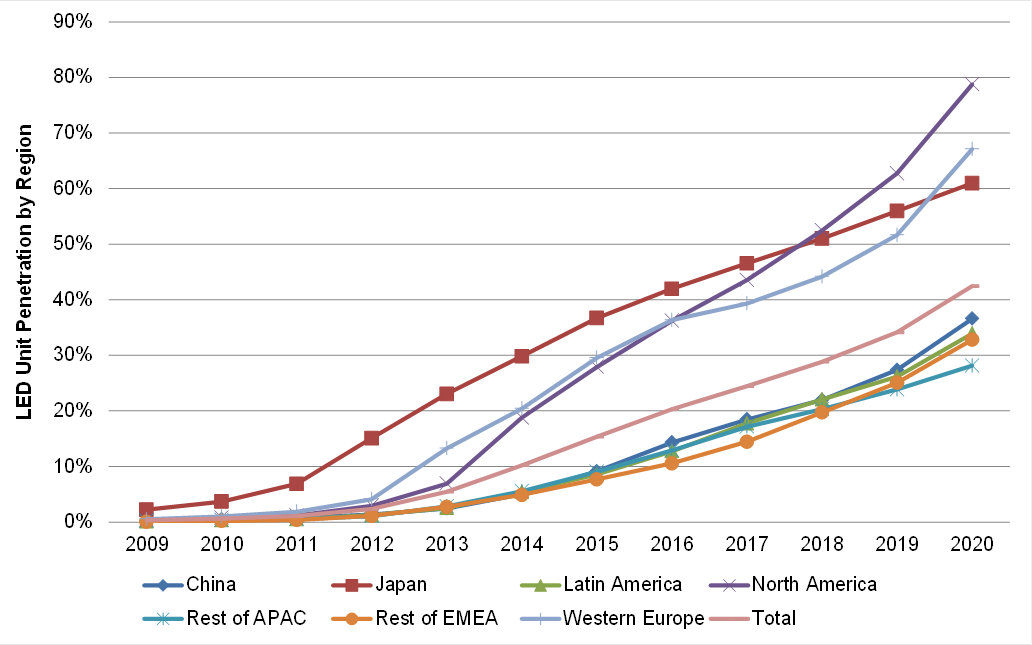 LED Unit Penetration by Region
90%
80%
70%
60%
50%
40%
30%
20%
10%
0%
2009 2010 2011 2012 2013 2014 2015 2016 2017 2018 2019 2020
China Japan Latin America North America
Rest of APAC Rest of EMEA Western Europe Total